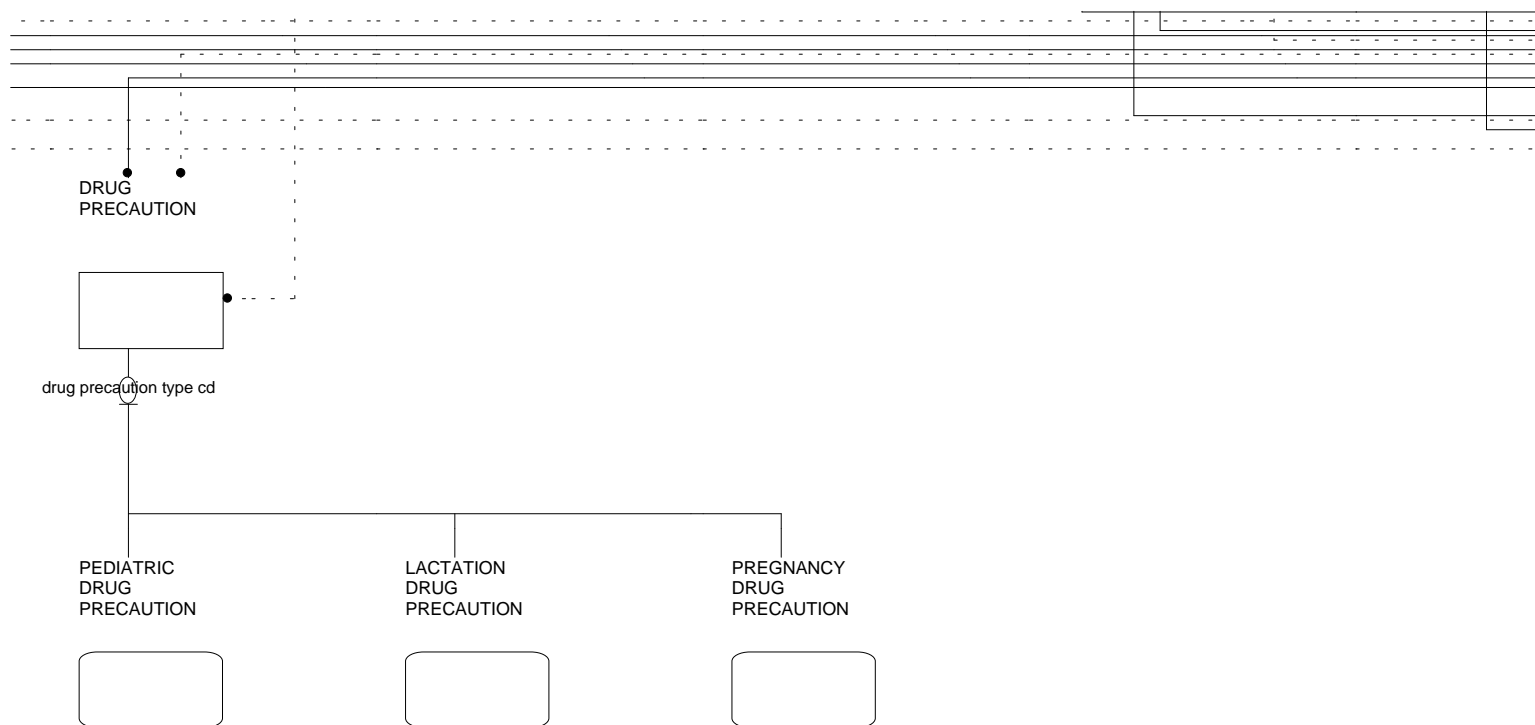 DRUG
PRECAUTION
drug precaution type cd
PEDIATRIC
DRUG
PRECAUTION
LACTATION
DRUG
PRECAUTION
PREGNANCY
DRUG
PRECAUTION